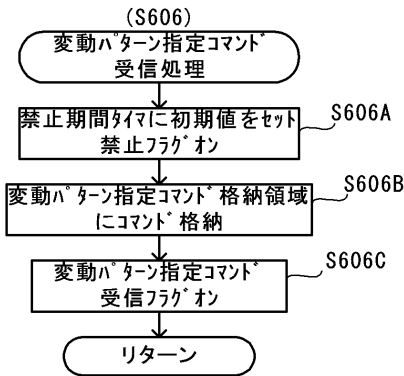 (S606)
変動ﾊﾟﾀｰﾝ指定ｺﾏﾝﾄﾞ
受信処理
禁止期間ﾀｲﾏに初期値をｾｯﾄ
禁止ﾌﾗｸﾞｵﾝ
S606A
変動ﾊﾟﾀｰﾝ指定ｺﾏﾝﾄﾞ格納領域
にｺﾏﾝﾄﾞ格納
S606B
変動ﾊﾟﾀｰﾝ指定ｺﾏﾝﾄﾞ
受信ﾌﾗｸﾞｵﾝ
S606C
リターン